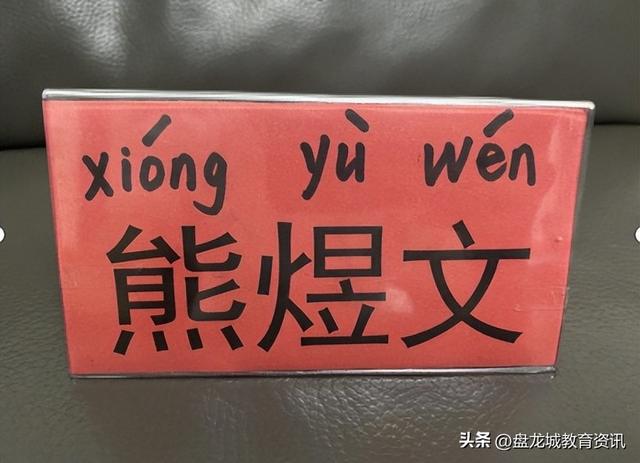 xióng yù wén
熊煜文
头条 @盘龙城教育资讯